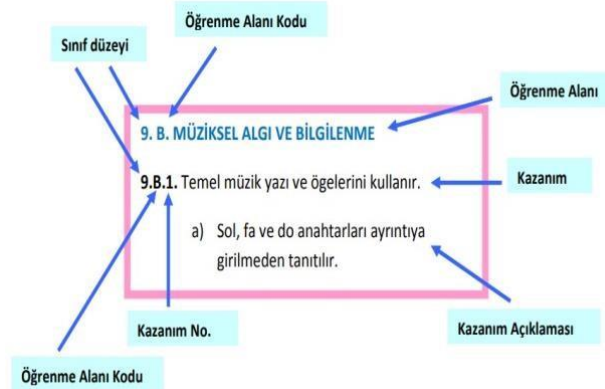 Öğrenme Alanı Kodu
Sınıf düzeyi
Öğrenme Alanı
9. B. MÜZİKSEL ALGI VE BİLGİLENME
9.B.1. Temel müzik yazı ve ögelerini kullanır.
Kazanım
a) Sol, fa ve do anahtarları ayrıntıya
girilmeden tanıtılır.
Kazanım No.
Kazanım Açıklaması
Öğrenme Alanı Kodu